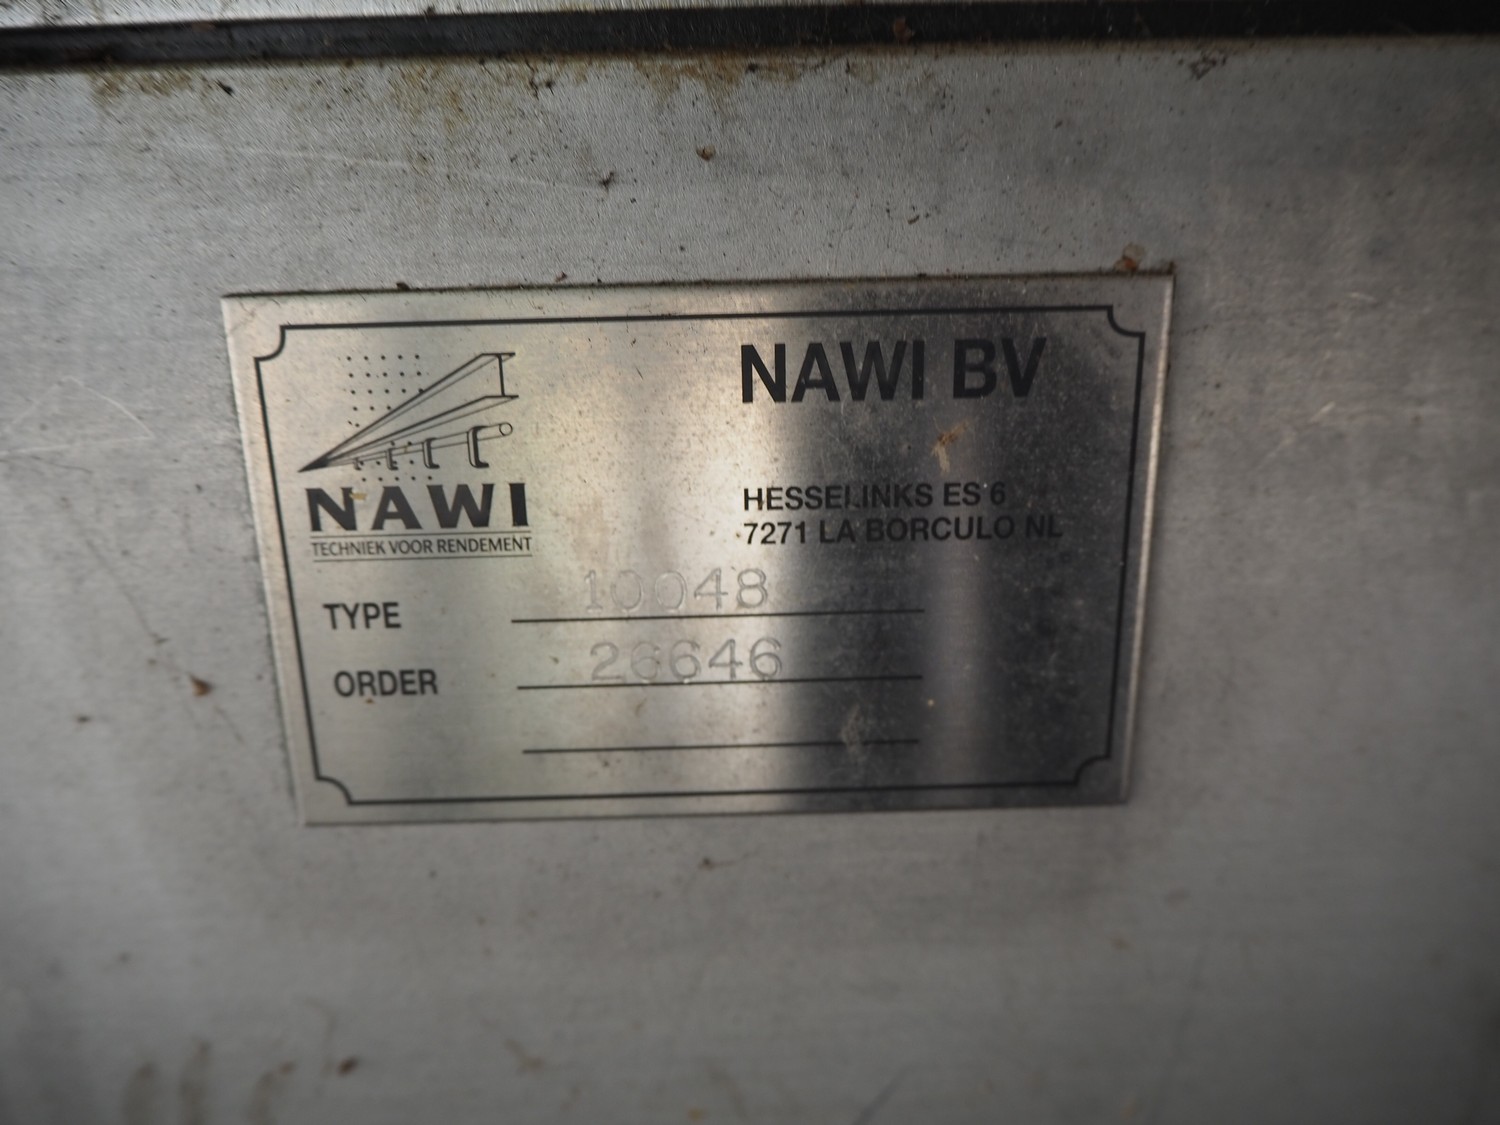 NAWI BV
HESSELINKS ES 6
7271 LA BORCULO NL
NAWI
TECHNIEK VOOR RENDEMENT
TYPE 10048
ORDER 26646